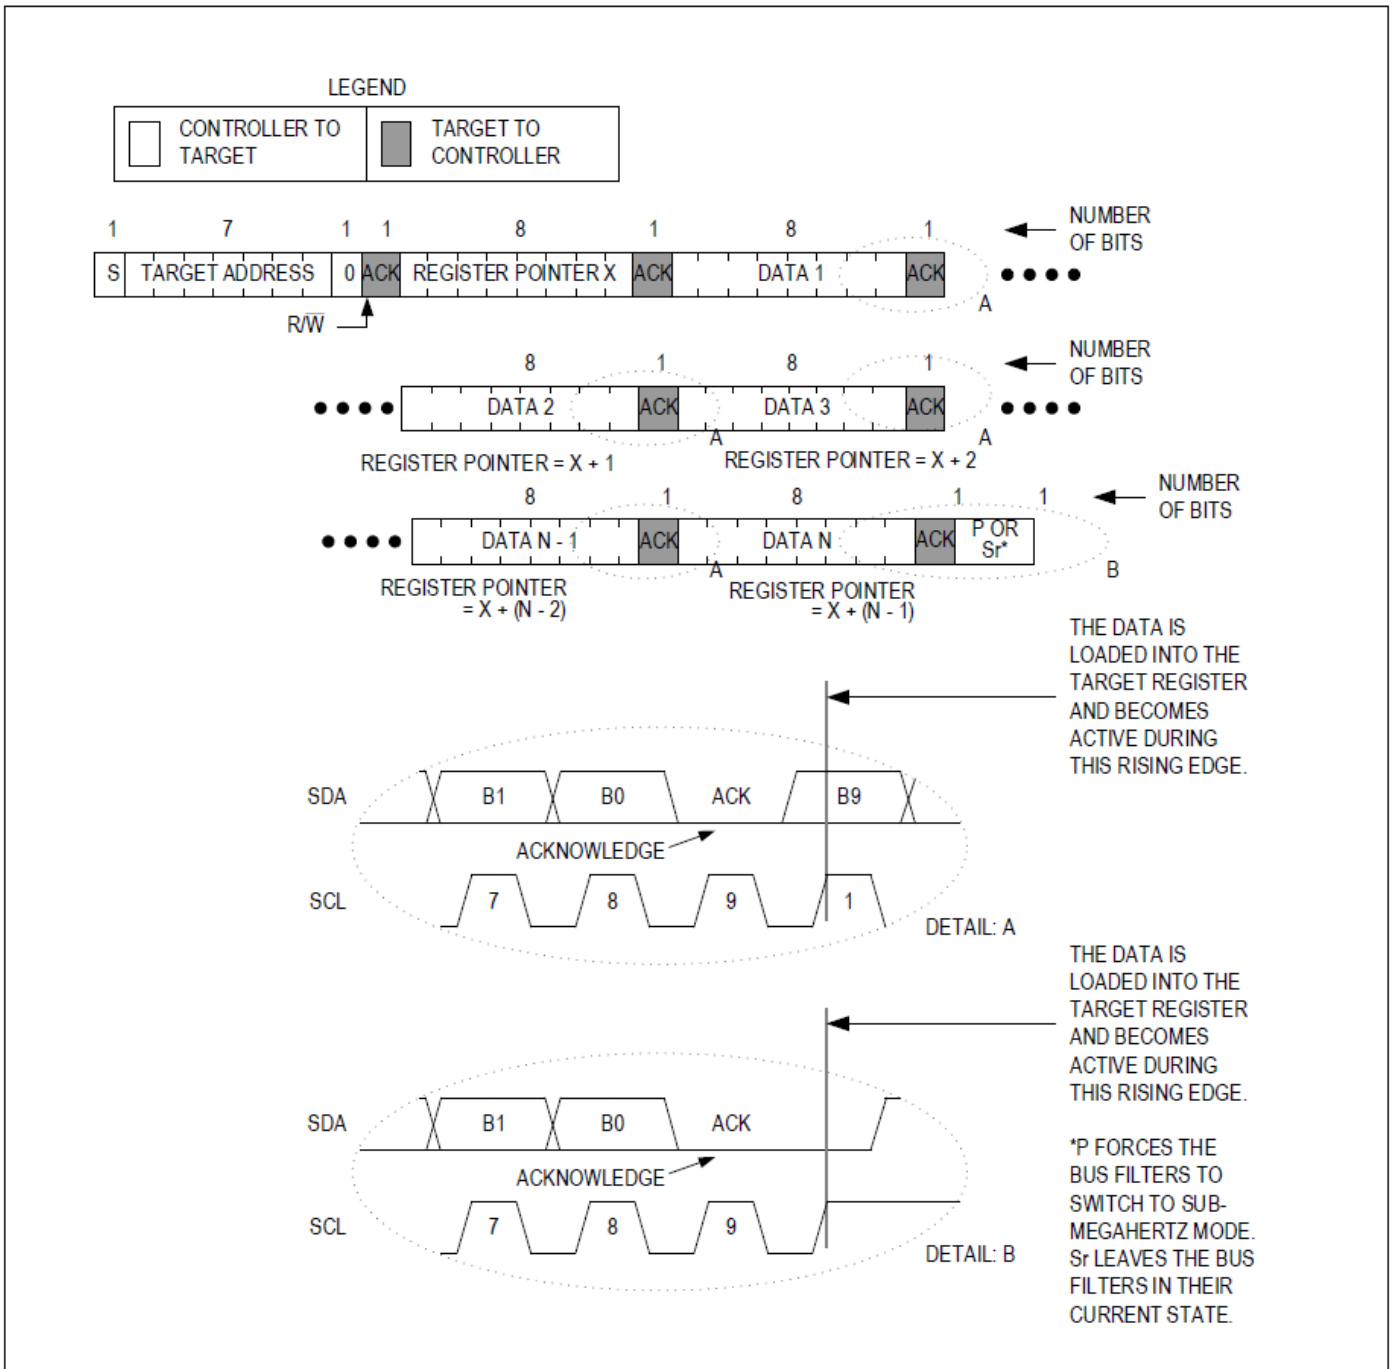 LEGEND
CONTROLLER TO
TARGET
TARGET TO
CONTROLLER
1 7 1 1 8 1 8 1
NUMBER
OF BITS
S TARGET ADDRESS 0 ACK REGISTER POINTER X ACK DATA 1 ACK
A
R/W̅
8 1 8 1
NUMBER
OF BITS
DATA 2 ACK DATA 3 ACK
A A
REGISTER POINTER = X + 1 REGISTER POINTER = X + 2
8 1 8 1 1
NUMBER
OF BITS
DATA N - 1 ACK DATA N ACK P OR
Sr*
A B
REGISTER POINTER
= X + (N - 2)
REGISTER POINTER
= X + (N - 1)
THE DATA IS
LOADED INTO THE
TARGET REGISTER
AND BECOMES
ACTIVE DURING
THIS RISING EDGE.
SDA B1 B0 ACK B9
ACKNOWLEDGE
SCL 7 8 9 1
DETAIL: A
THE DATA IS
LOADED INTO THE
TARGET REGISTER
AND BECOMES
ACTIVE DURING
THIS RISING EDGE.
SDA B1 B0 ACK
ACKNOWLEDGE
SCL 7 8 9
DETAIL: B
*P FORCES THE
BUS FILTERS TO
SWITCH TO SUB-
MEGAHERTZ MODE.
Sr LEAVES THE BUS
FILTERS IN THEIR
CURRENT STATE.